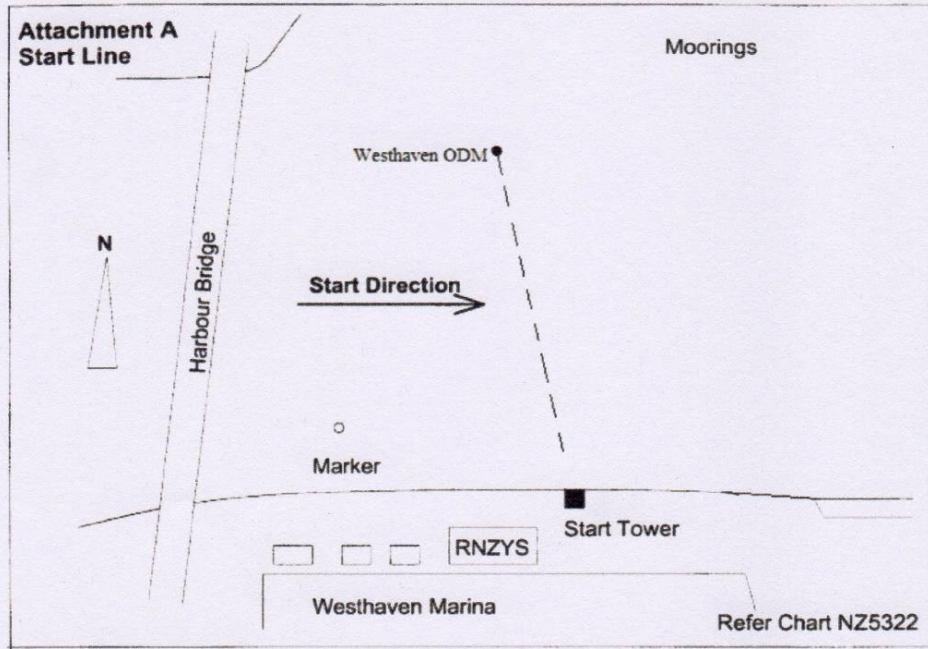 Attachment A
Start Line
Moorings
Westhaven ODM
N
Harbour Bridge
Start Direction
Marker
Start Tower
RNZYS
Westhaven Marina
Refer Chart NZ5322